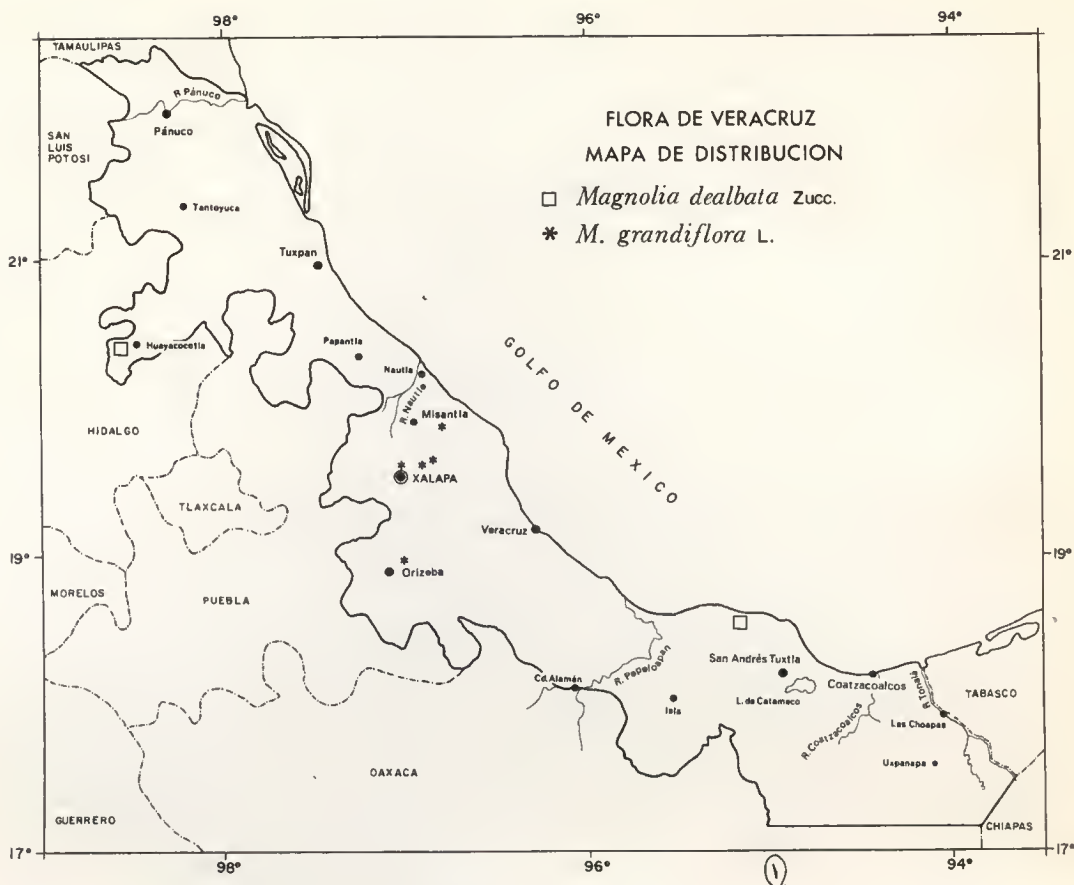 98°
96°
94°
TAMAULIPAS
R. Pánuco
Pánuco
SAN
LUIS
POTOSI
FLORA DE VERACRUZ
MAPA DE DISTRIBUCION
□ Magnolia dealbata Zucc.
* M. grandiflora L.
Tantoyuca
21°
Tuxpan
21°
Huayacocotla
Papantla
Nautla
R. Nautla
Misantla
GOLFO DE MEXICO
HIDALGO
XALAPA
TLAXCALA
Veracruz
19°
19°
Orizaba
MORELOS
PUEBLA
San Andrés Tuxtla
R. Papaloapan
Cd. Alemán
Isla
L. de Catemaco
Coatzacoalcos
R. Tonalá
TABASCO
R. Coatzacoalcos
Las Choapas
Uxpanapa
OAXACA
GUERRERO
CHIAPAS
17°
17°
98°
96°
94°
1